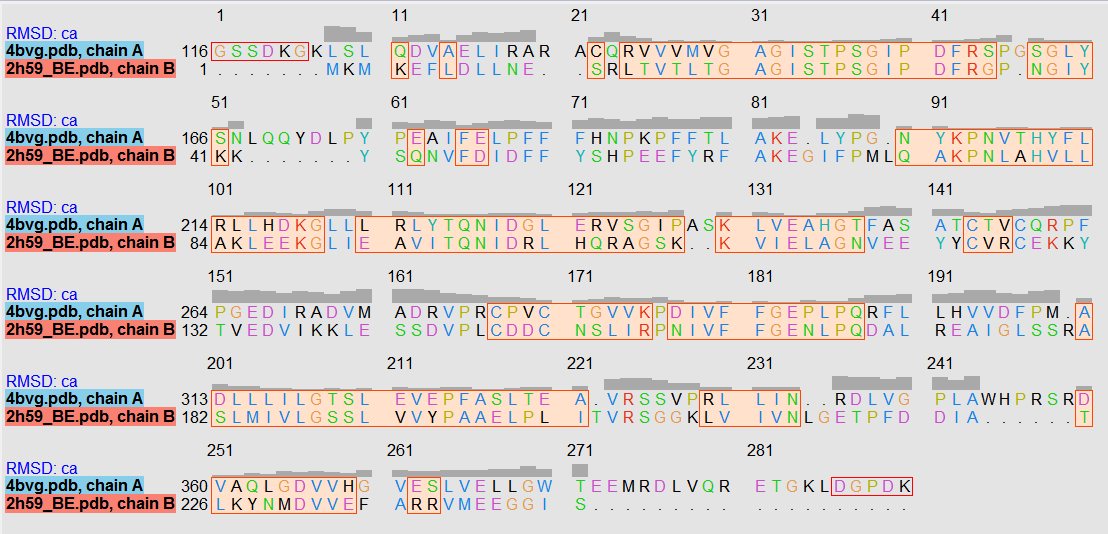 1 11 21 31 41
RMSD: ca
4bvg.pdb, chain A 116 GSSDKGKLSL QDVAELIRAR ACQRVVVMVG AGISTPSGIP DFRSPGSGLY
2h59_BE.pdb, chain B 1 .......MKM KEFLDLLNE. .SRLTVTLTG AGISTPSGIP DFRGP.NGIY
51 61 71 81 91
RMSD: ca
4bvg.pdb, chain A 166 SNLQQYDLPY PEAIFELPFF FHNPKPFFTL AKE.LYPG.N YKPNVTHYFL
2h59_BE.pdb, chain B 41 KK.......Y SQNVFDIDFF YSHPEEFYRF AKEGIFPMLQ AKPNLAHVLL
101 111 121 131 141
RMSD: ca
4bvg.pdb, chain A 214 RLLHDKGLLL RLYTQNIDGL ERVSGIPASK LVEAHGTFAS ATCTVCQRPF
2h59_BE.pdb, chain B 84 AKLEEKGLIE AVITQNIDRL HQRAGSK..K VIELAGNVEE YYCVRCEKKY
151 161 171 181 191
RMSD: ca
4bvg.pdb, chain A 264 PGEDIRADVM ADRVPRCPVC TGVVKPDIVF FGEPLPQRFL LHVVDFPM.A
2h59_BE.pdb, chain B 132 TVEDVIKKLE SSDVPLCDDC NSLIRPNIVF FGENLPQDAL REAIGLSSRA
201 211 221 231 241
RMSD: ca
4bvg.pdb, chain A 313 DLLLILGTSL EVEPFASLTE A.VRSSVPRL LIN..RDLVG PLAWHPRSRD
2h59_BE.pdb, chain B 182 SLMIVLGSSL VVYPAAELPL ITVRSGGKLV IVNLGETPFD DIA......T
251 261 271 281
RMSD: ca
4bvg.pdb, chain A 360 VAQLGDVVHG VESLVELLGW TEEMRDLVQR ETGKLDGPDK
2h59_BE.pdb, chain B 226 LKYNMDVVEF ARRVMEEGGI S......... ..........